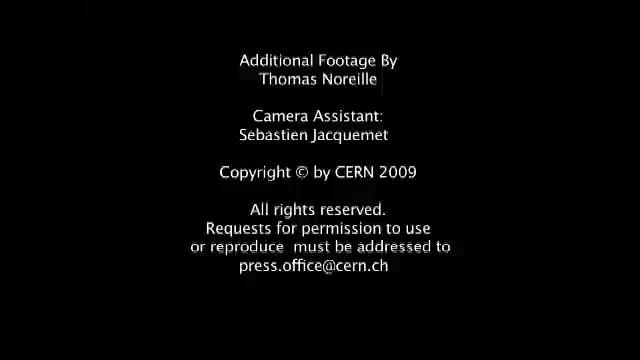 Additional Footage By
Thomas Noreille
Camera Assistant:
Sebastien Jacquemet
Copyright © by CERN 2009
All rights reserved.
Requests for permission to use
or reproduce must be addressed to
press.office@cern.ch